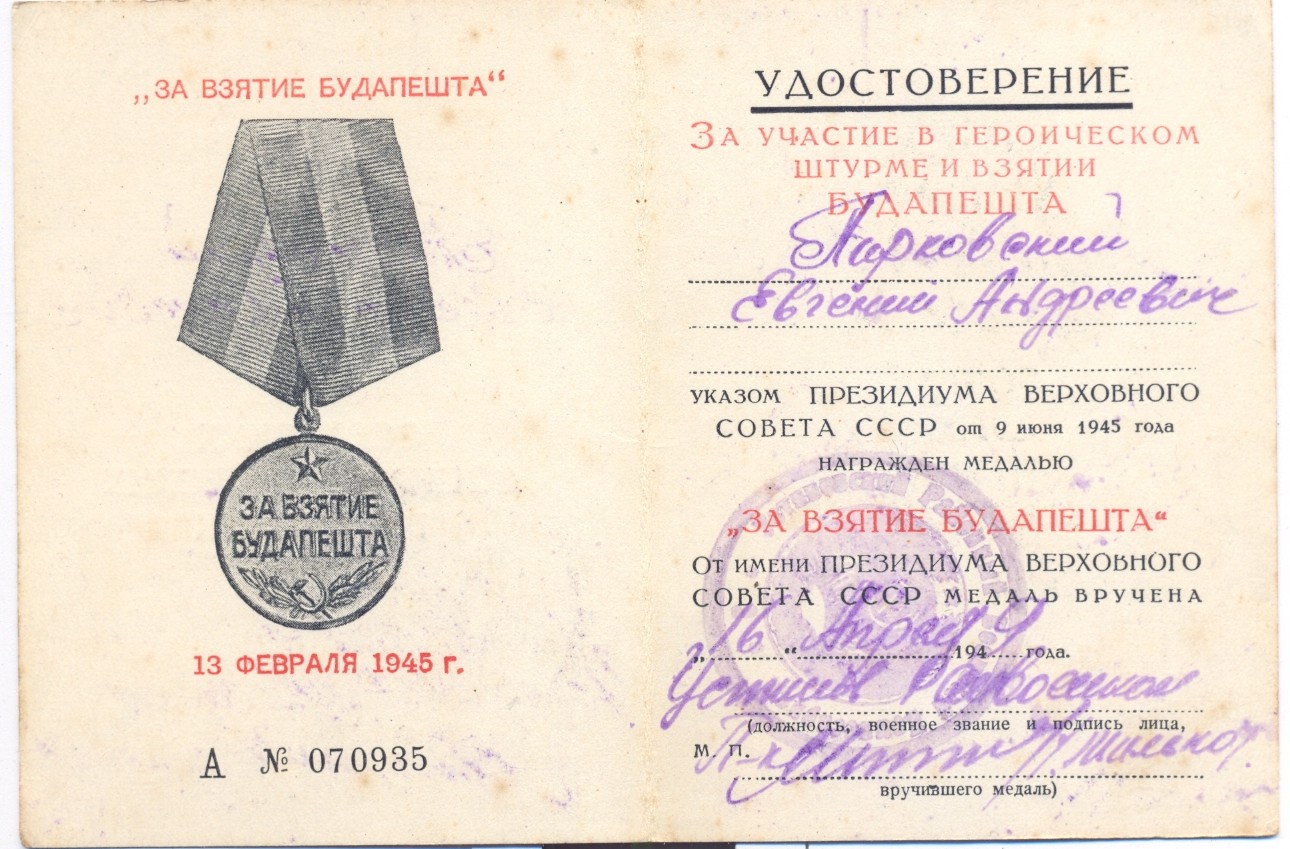 „ЗА ВЗЯТИЕ БУДАПЕШТА“
ЗА ВЗЯТИЕ
БУДАПЕШТА
13 ФЕВРАЛЯ 1945 г.
А № 070935
УДОСТОВЕРЕНИЕ
ЗА УЧАСТИЕ В ГЕРОИЧЕСКОМ
ШТУРМЕ И ВЗЯТИИ
БУДАПЕШТА
Евгений Андреевич
УКАЗОМ ПРЕЗИДИУМА ВЕРХОВНОГО
СОВЕТА СССР от 9 июня 1945 года
НАГРАЖДЕН МЕДАЛЬЮ
„ЗА ВЗЯТИЕ БУДАПЕШТА“
ОТ ИМЕНИ ПРЕЗИДИУМА ВЕРХОВНОГО
СОВЕТА СССР МЕДАЛЬ ВРУЧЕНА
„16“ Апреля 194 года.
(должность, военное звание и подпись лица,
М. П.
вручившего медаль)